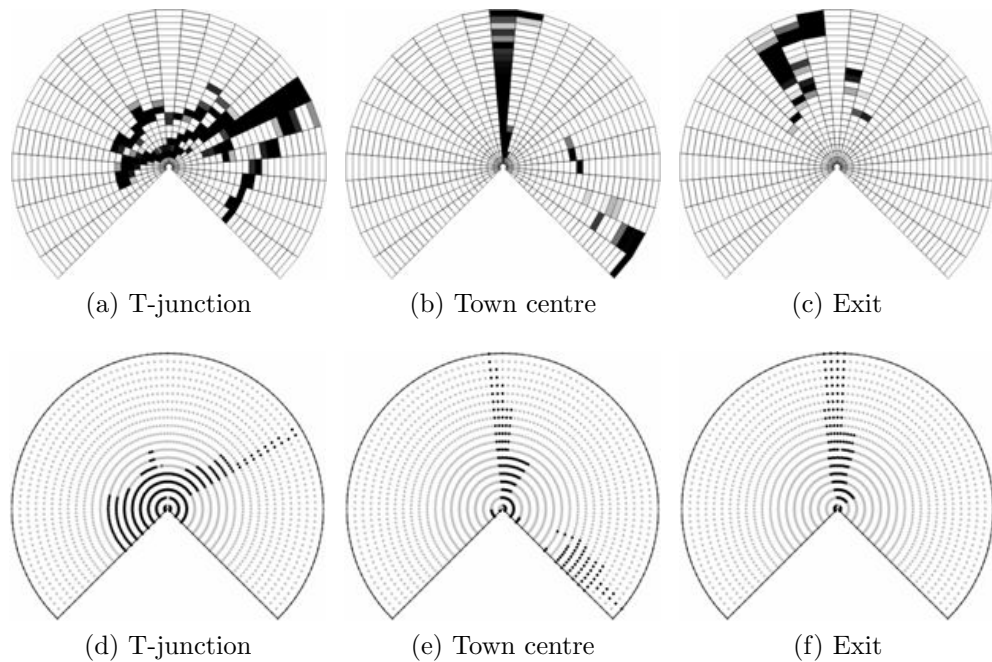 (a) T-junction
(b) Town centre
(c) Exit
(d) T-junction
(e) Town centre
(f) Exit